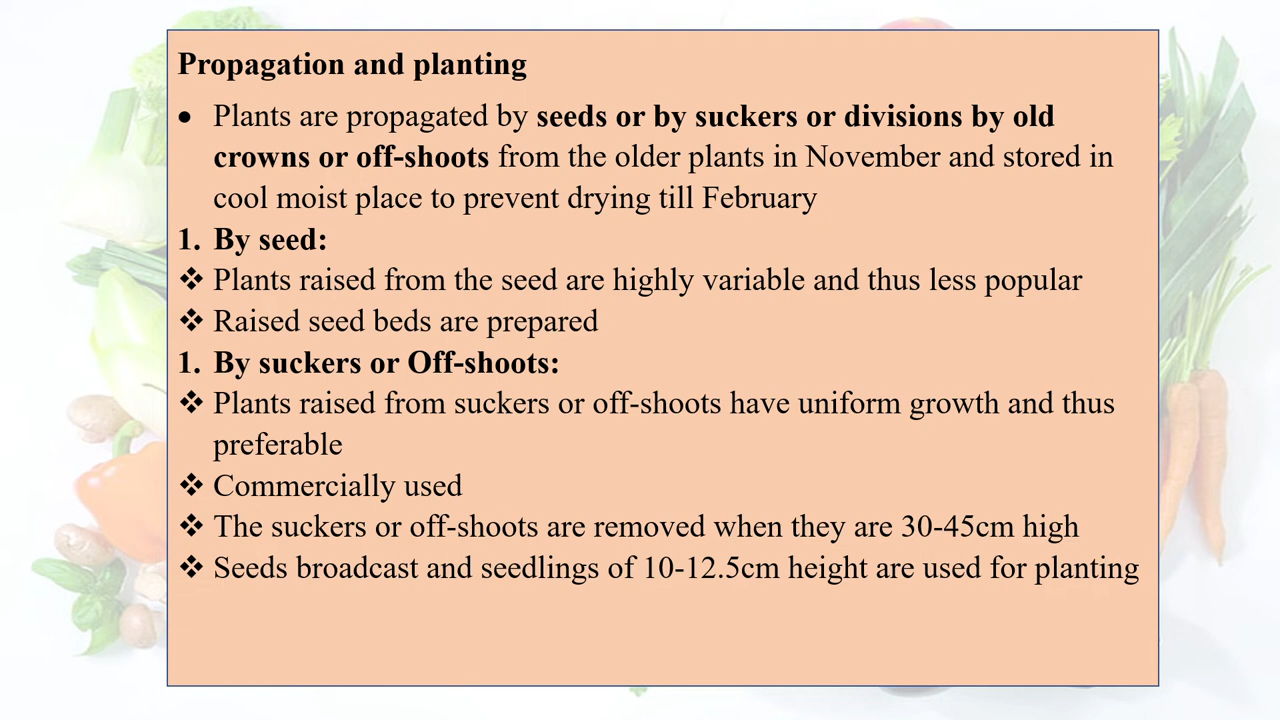 Propagation and planting
• Plants are propagated by seeds or by suckers or divisions by old
crowns or off-shoots from the older plants in November and stored in
cool moist place to prevent drying till February
1. By seed:
❖ Plants raised from the seed are highly variable and thus less popular
❖ Raised seed beds are prepared
1. By suckers or Off-shoots:
❖ Plants raised from suckers or off-shoots have uniform growth and thus
preferable
❖ Commercially used
❖ The suckers or off-shoots are removed when they are 30-45cm high
❖ Seeds broadcast and seedlings of 10-12.5cm height are used for planting